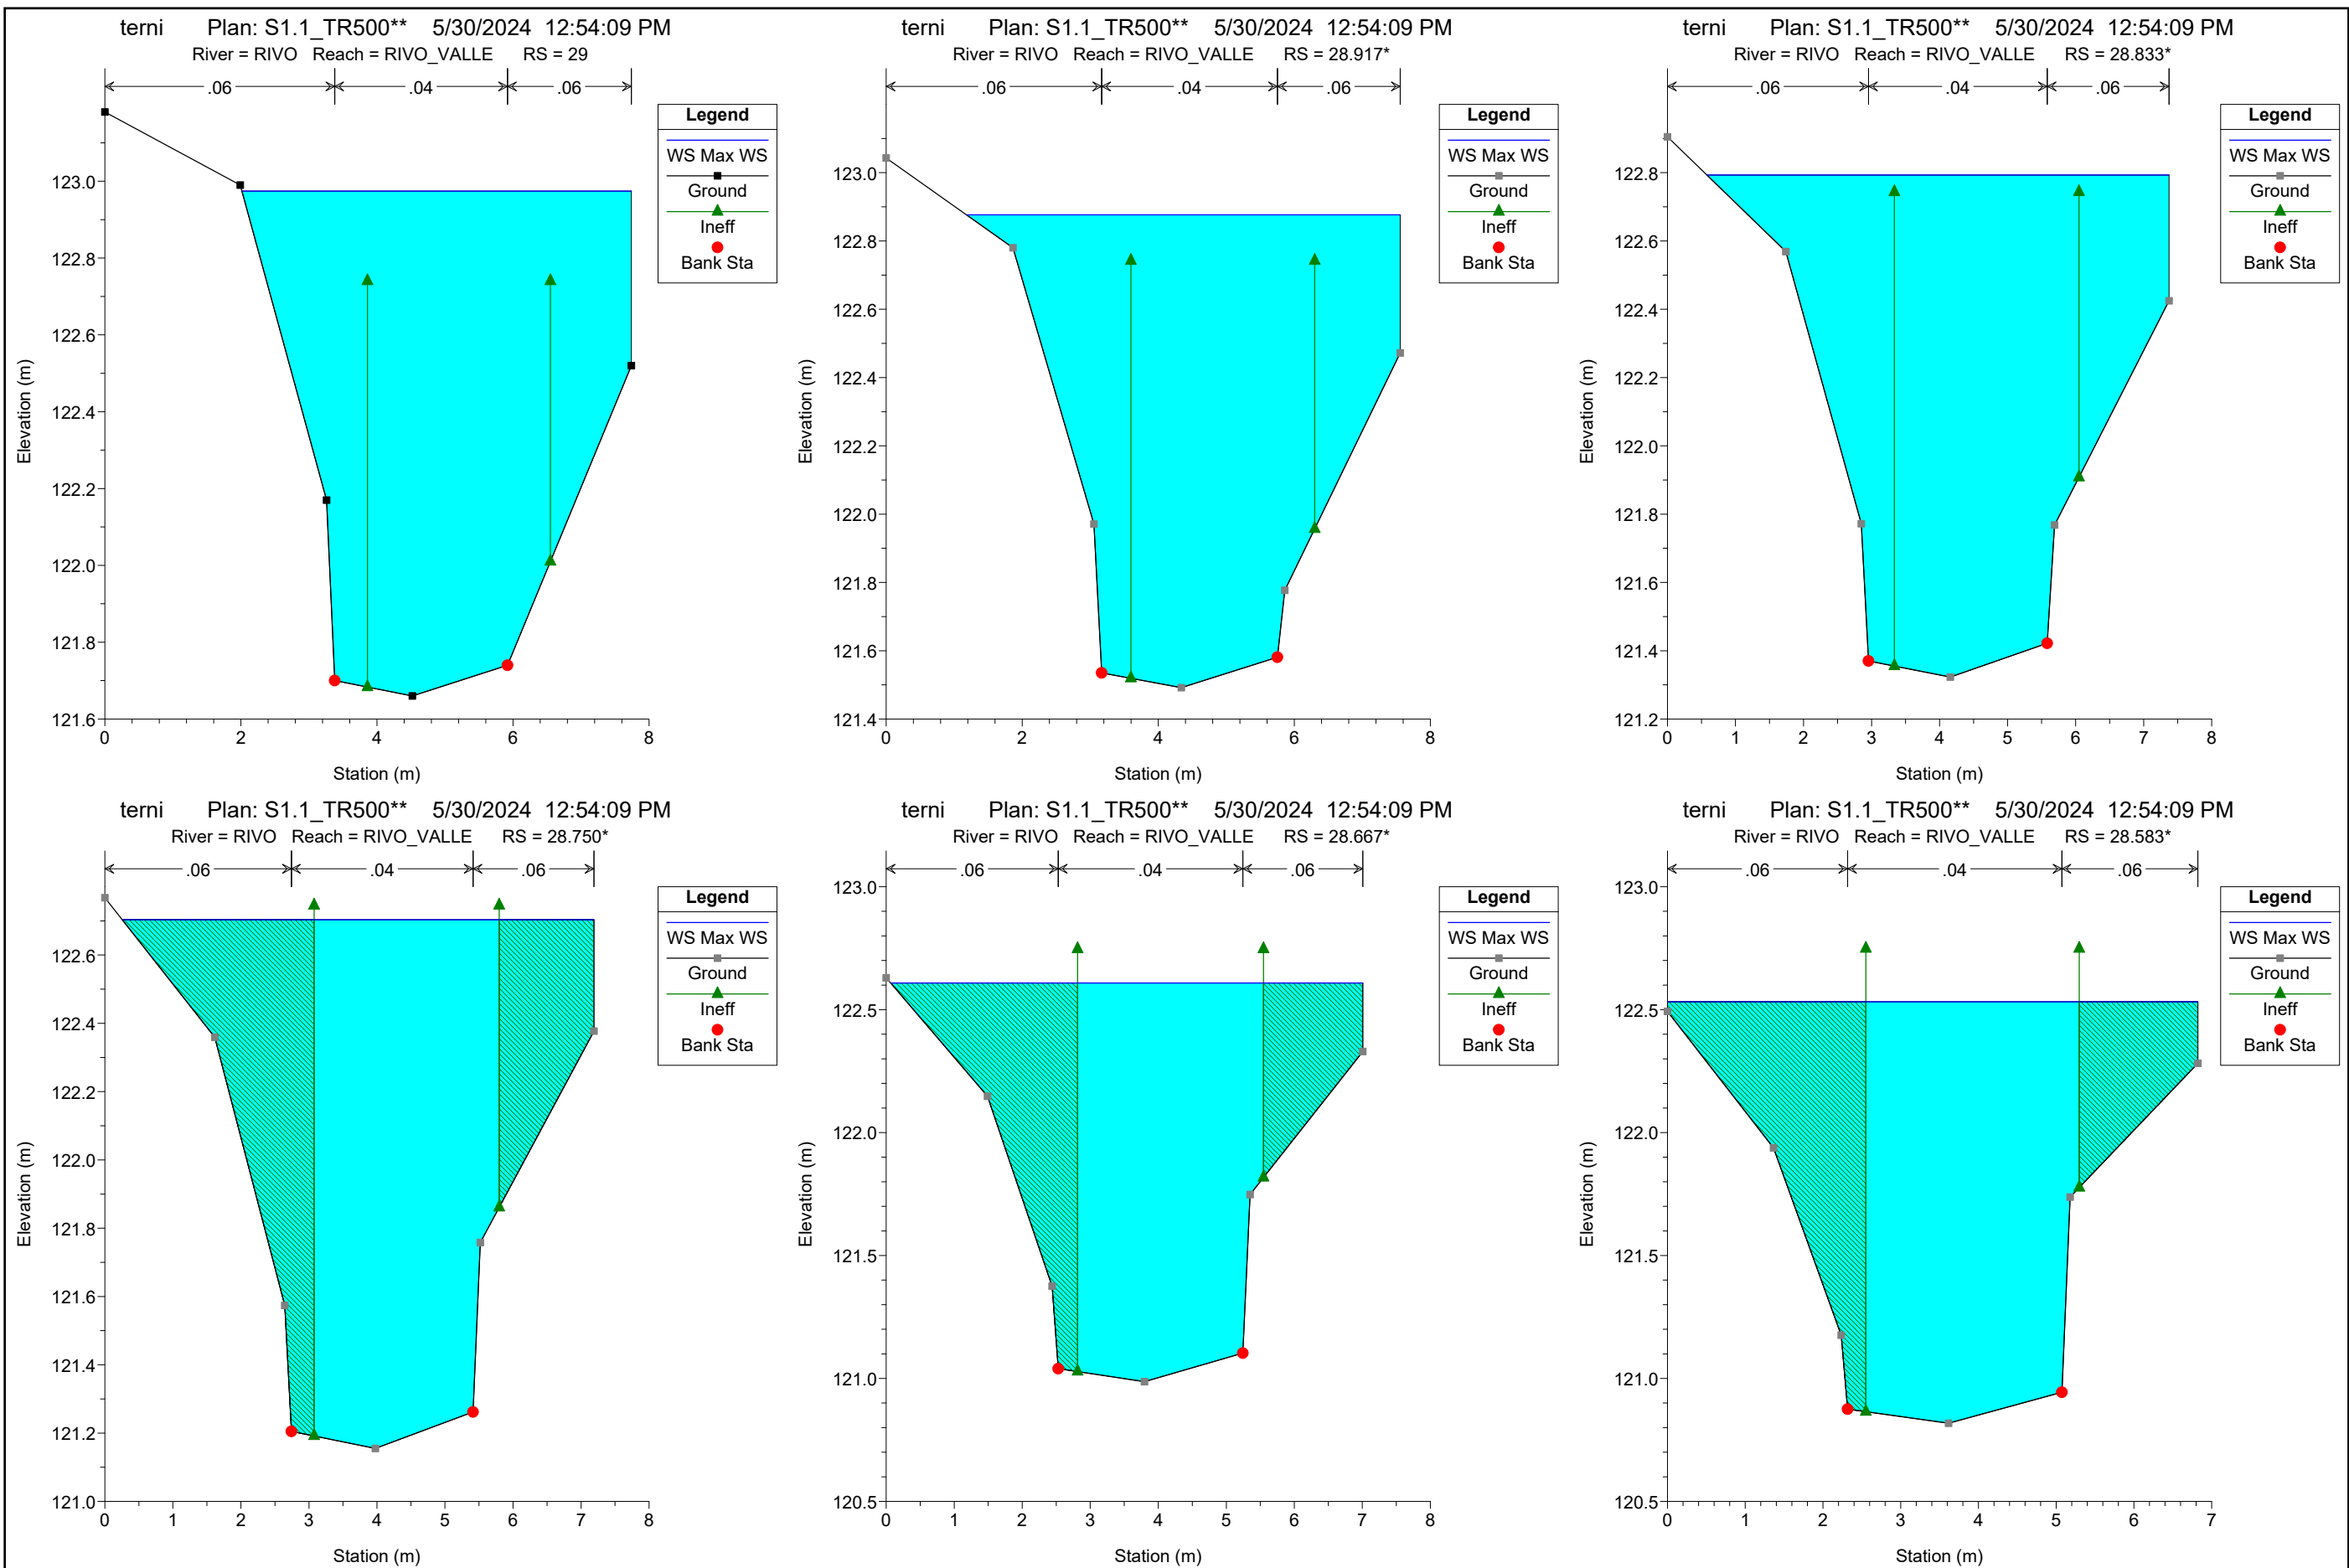 terni Plan: S1.1_TR500** 5/30/2024 12:54:09 PM
River = RIVO Reach = RIVO_VALLE RS = 29
.06 .04 .06
Legend
WS Max WS
Ground
Ineff
Bank Sta
123.0
122.8
122.6
122.4
122.2
122.0
121.8
121.6
Elevation (m)
0 2 4 6 8
Station (m)
terni Plan: S1.1_TR500** 5/30/2024 12:54:09 PM
River = RIVO Reach = RIVO_VALLE RS = 28.917*
.06 .04 .06
Legend
WS Max WS
Ground
Ineff
Bank Sta
123.0
122.8
122.6
122.4
122.2
122.0
121.8
121.6
121.4
Elevation (m)
0 2 4 6 8
Station (m)
terni Plan: S1.1_TR500** 5/30/2024 12:54:09 PM
River = RIVO Reach = RIVO_VALLE RS = 28.833*
.06 .04 .06
Legend
WS Max WS
Ground
Ineff
Bank Sta
122.8
122.6
122.4
122.2
122.0
121.8
121.6
121.4
121.2
Elevation (m)
0 1 2 3 4 5 6 7 8
Station (m)
terni Plan: S1.1_TR500** 5/30/2024 12:54:09 PM
River = RIVO Reach = RIVO_VALLE RS = 28.750*
.06 .04 .06
Legend
WS Max WS
Ground
Ineff
Bank Sta
122.6
122.4
122.2
122.0
121.8
121.6
121.4
121.2
121.0
Elevation (m)
0 1 2 3 4 5 6 7 8
Station (m)
terni Plan: S1.1_TR500** 5/30/2024 12:54:09 PM
River = RIVO Reach = RIVO_VALLE RS = 28.667*
.06 .04 .06
Legend
WS Max WS
Ground
Ineff
Bank Sta
123.0
122.5
122.0
121.5
121.0
120.5
Elevation (m)
0 1 2 3 4 5 6 7 8
Station (m)
terni Plan: S1.1_TR500** 5/30/2024 12:54:09 PM
River = RIVO Reach = RIVO_VALLE RS = 28.583*
.06 .04 .06
Legend
WS Max WS
Ground
Ineff
Bank Sta
123.0
122.5
122.0
121.5
121.0
120.5
Elevation (m)
0 1 2 3 4 5 6 7
Station (m)